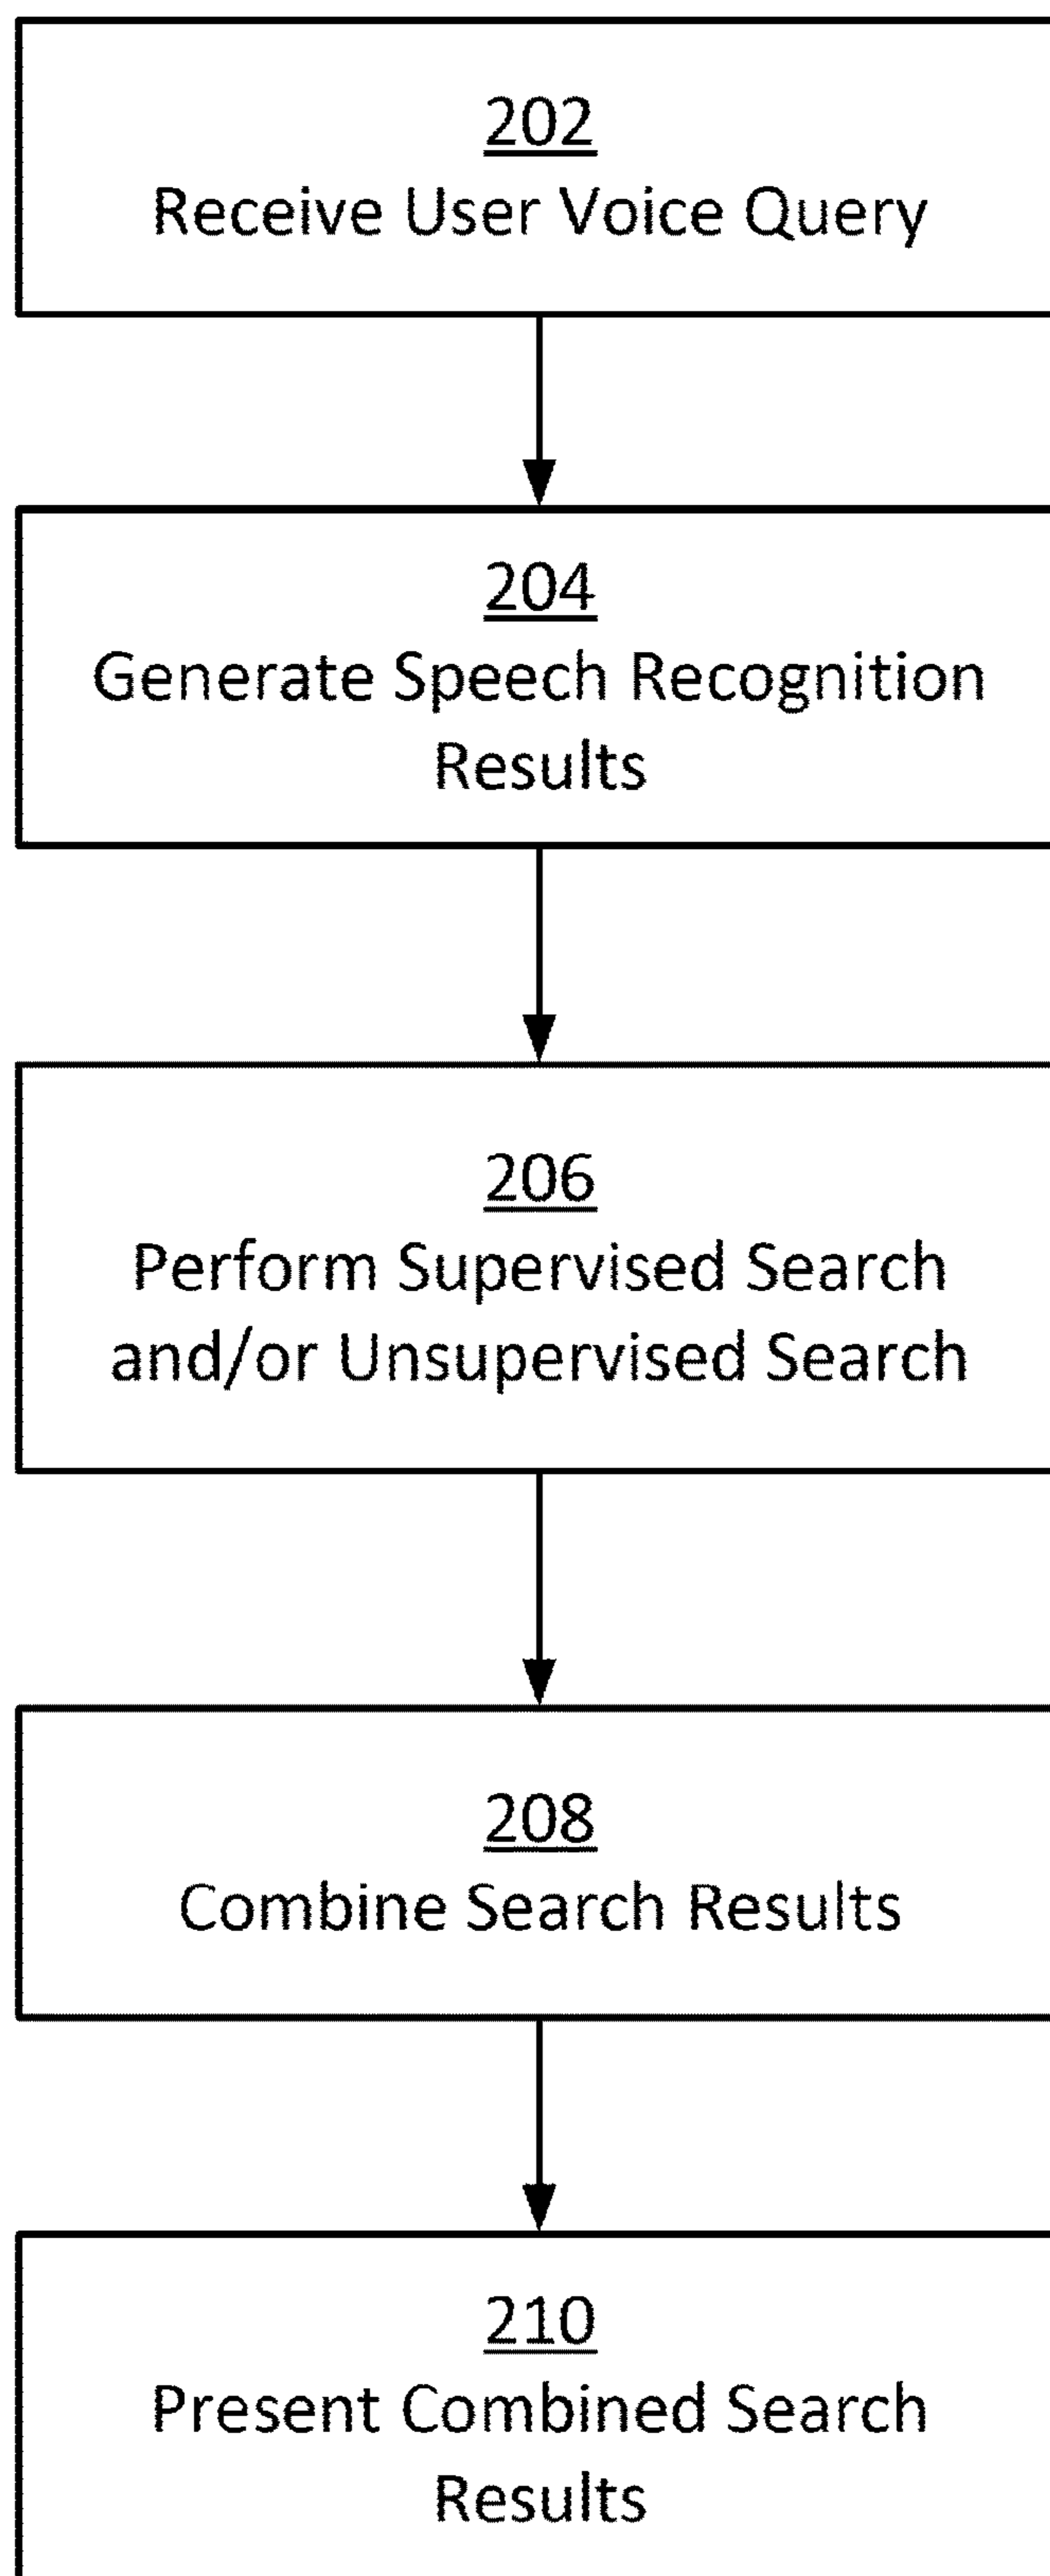 202
Receive User Voice Query
204
Generate Speech Recognition
Results
206
Perform Supervised Search
and/or Unsupervised Search
208
Combine Search Results
210
Present Combined Search
Results